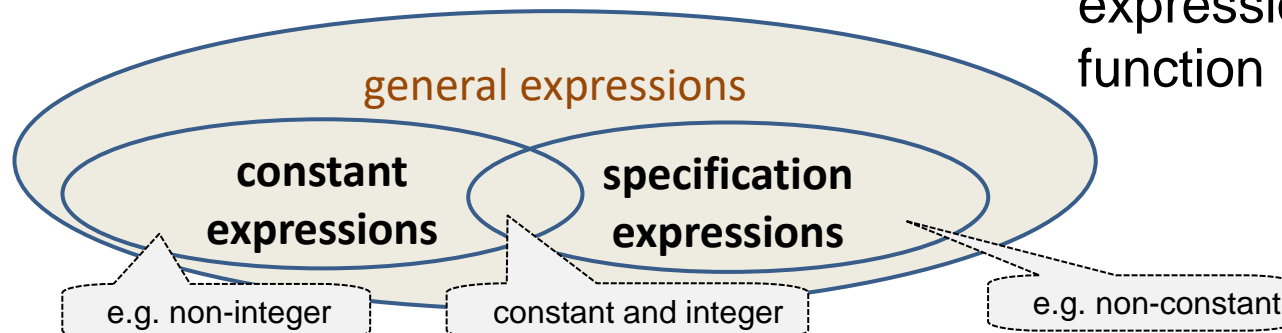 expressio
function
general expressions
constant
expressions
specification
expressions
e.g. non-integer
constant and integer
e.g. non-constant